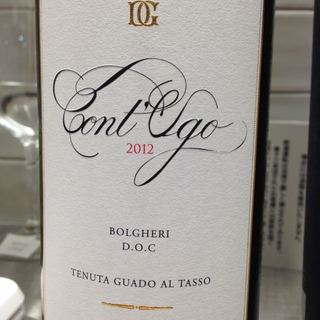 DG
Cont'Ugo
2012
BOLGHERI
D.O.C
TENUTA GUADO AL TASSO